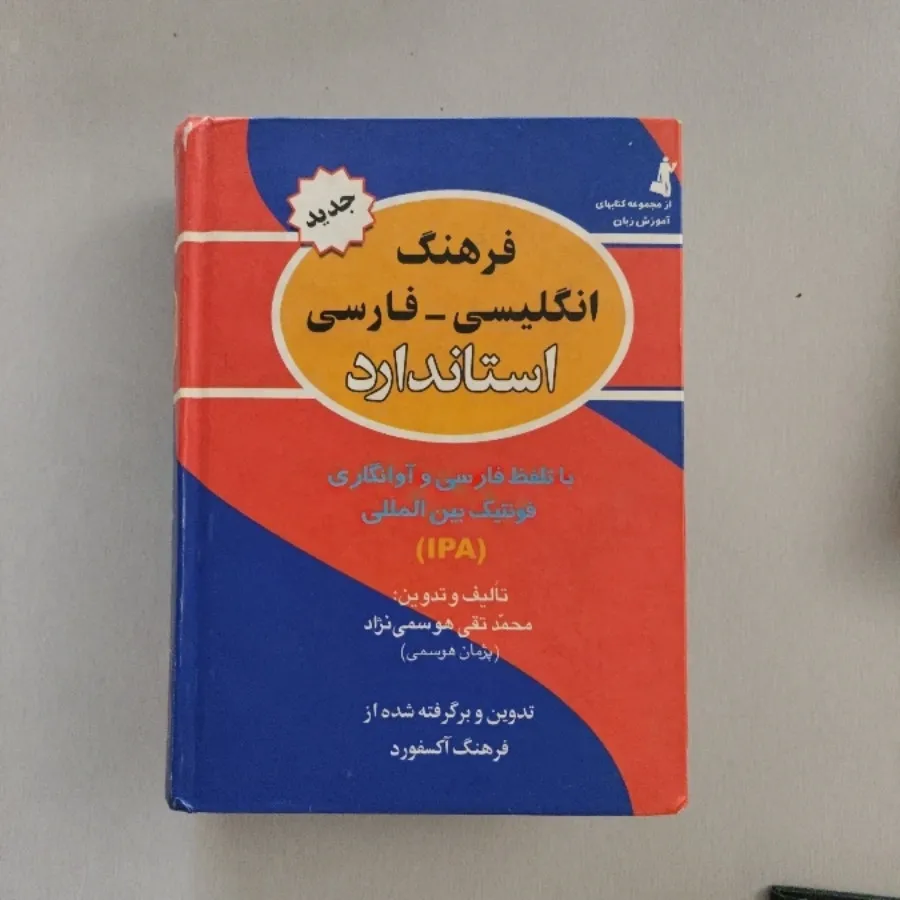 از مجموعه کتابهای
آموزش زبان
جدید
فرهنگ
انگلیسی - فارسی
استاندارد
با تلفظ فارسی و آوانگاری
فونتیک بین المللی
(IPA)
تألیف و تدوین:
محمّد تقی هوسمی‌نژاد
(پژمان هوسمی)
تدوین و برگرفته شده از
فرهنگ آکسفورد